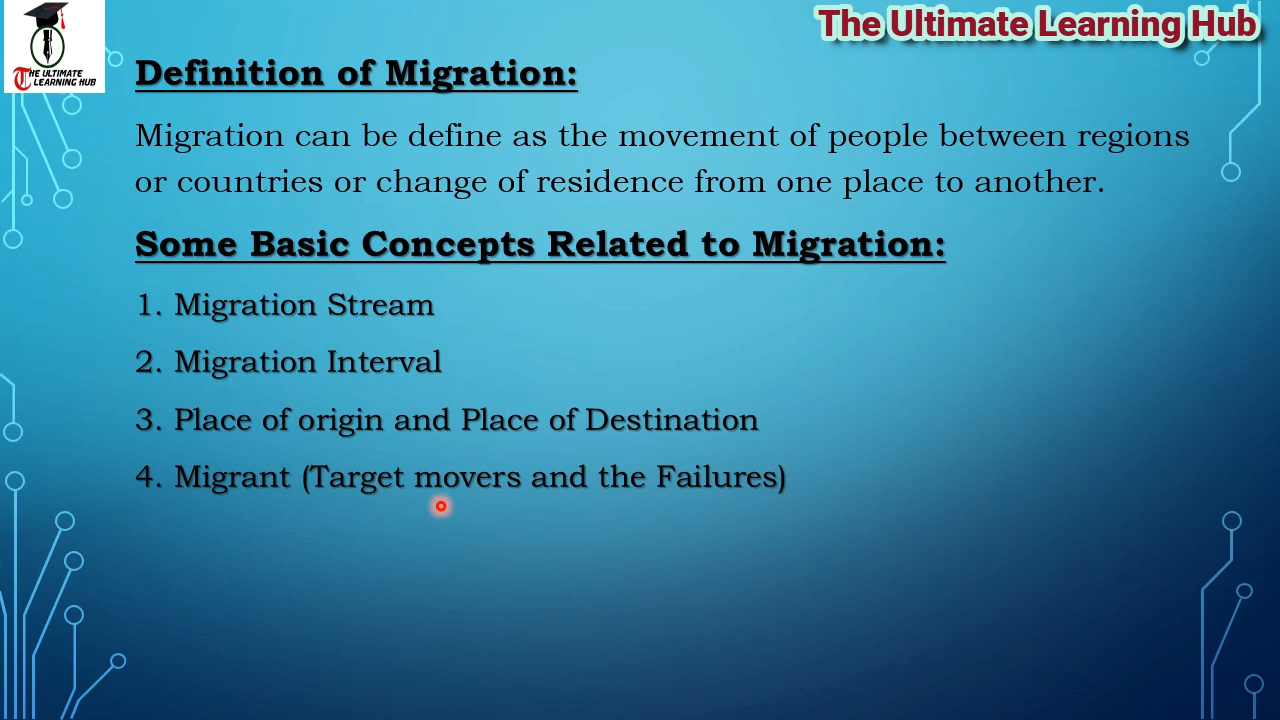 The Ultimate Learning Hub
THE ULTIMATE
LEARNING HUB
Definition of Migration:
Migration can be define as the movement of people between regions
or countries or change of residence from one place to another.
Some Basic Concepts Related to Migration:
1. Migration Stream
2. Migration Interval
3. Place of origin and Place of Destination
4. Migrant (Target movers and the Failures)